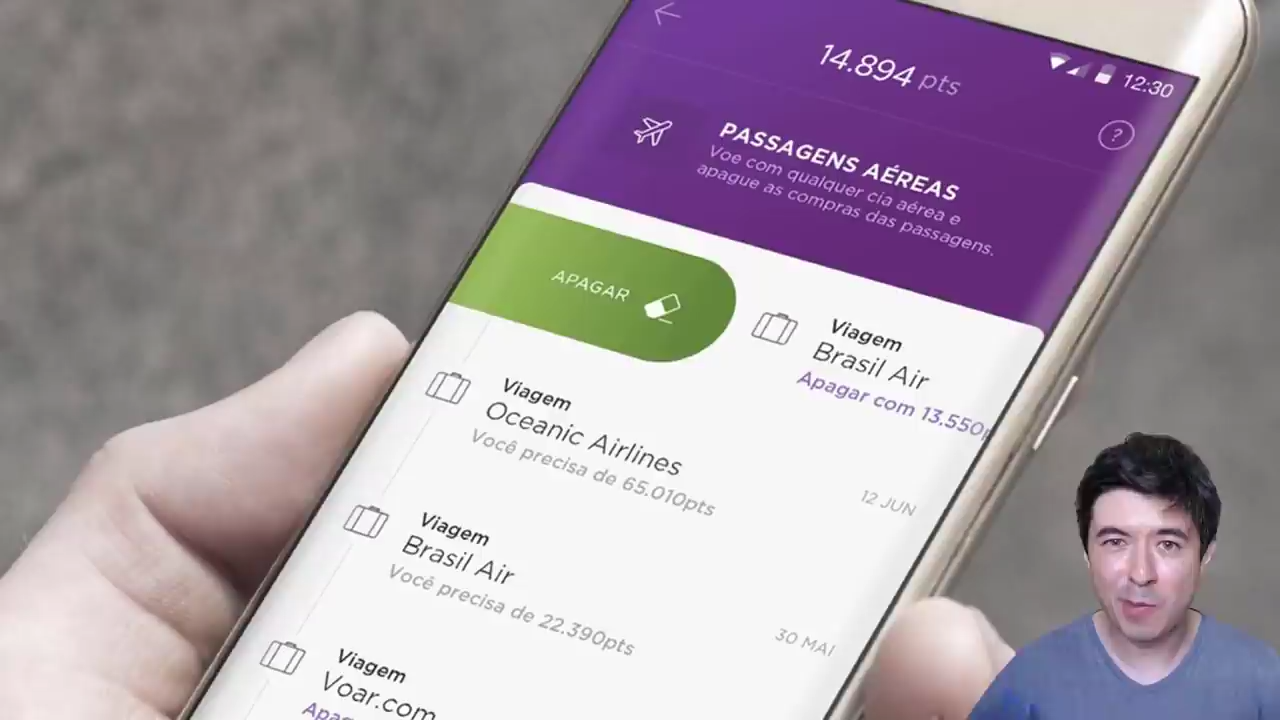 14.894 pts
12:30
?
PASSAGENS AÉREAS
Voe com qualquer cia aérea e
apague as compras das passagens.
APAGAR
Viagem
Brasil Air
Apagar com 13.550p
Viagem
Oceanic Airlines
Você precisa de 65.010pts
12 JUN
Viagem
Brasil Air
Você precisa de 22.390pts
30 MAI
Viagem
Voar.com
Apag